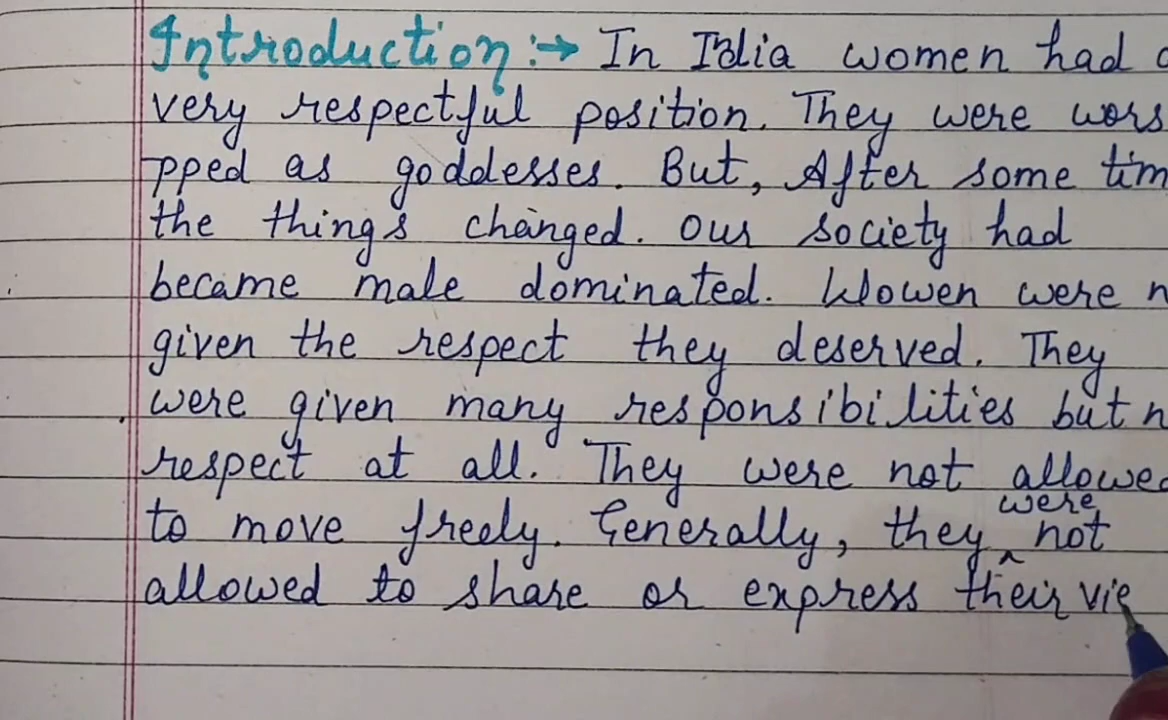 Introduction :→ In India women had a
very respectful position. They were wors
-pped as goddesses. But, After some tim
the things changed. Our society had
became male dominated. Wowen were n
given the respect they deserved. They
were given many responsibilities but n
respect at all. They were not allowed
to move freely. Generally, they were not
allowed to share or express their vie